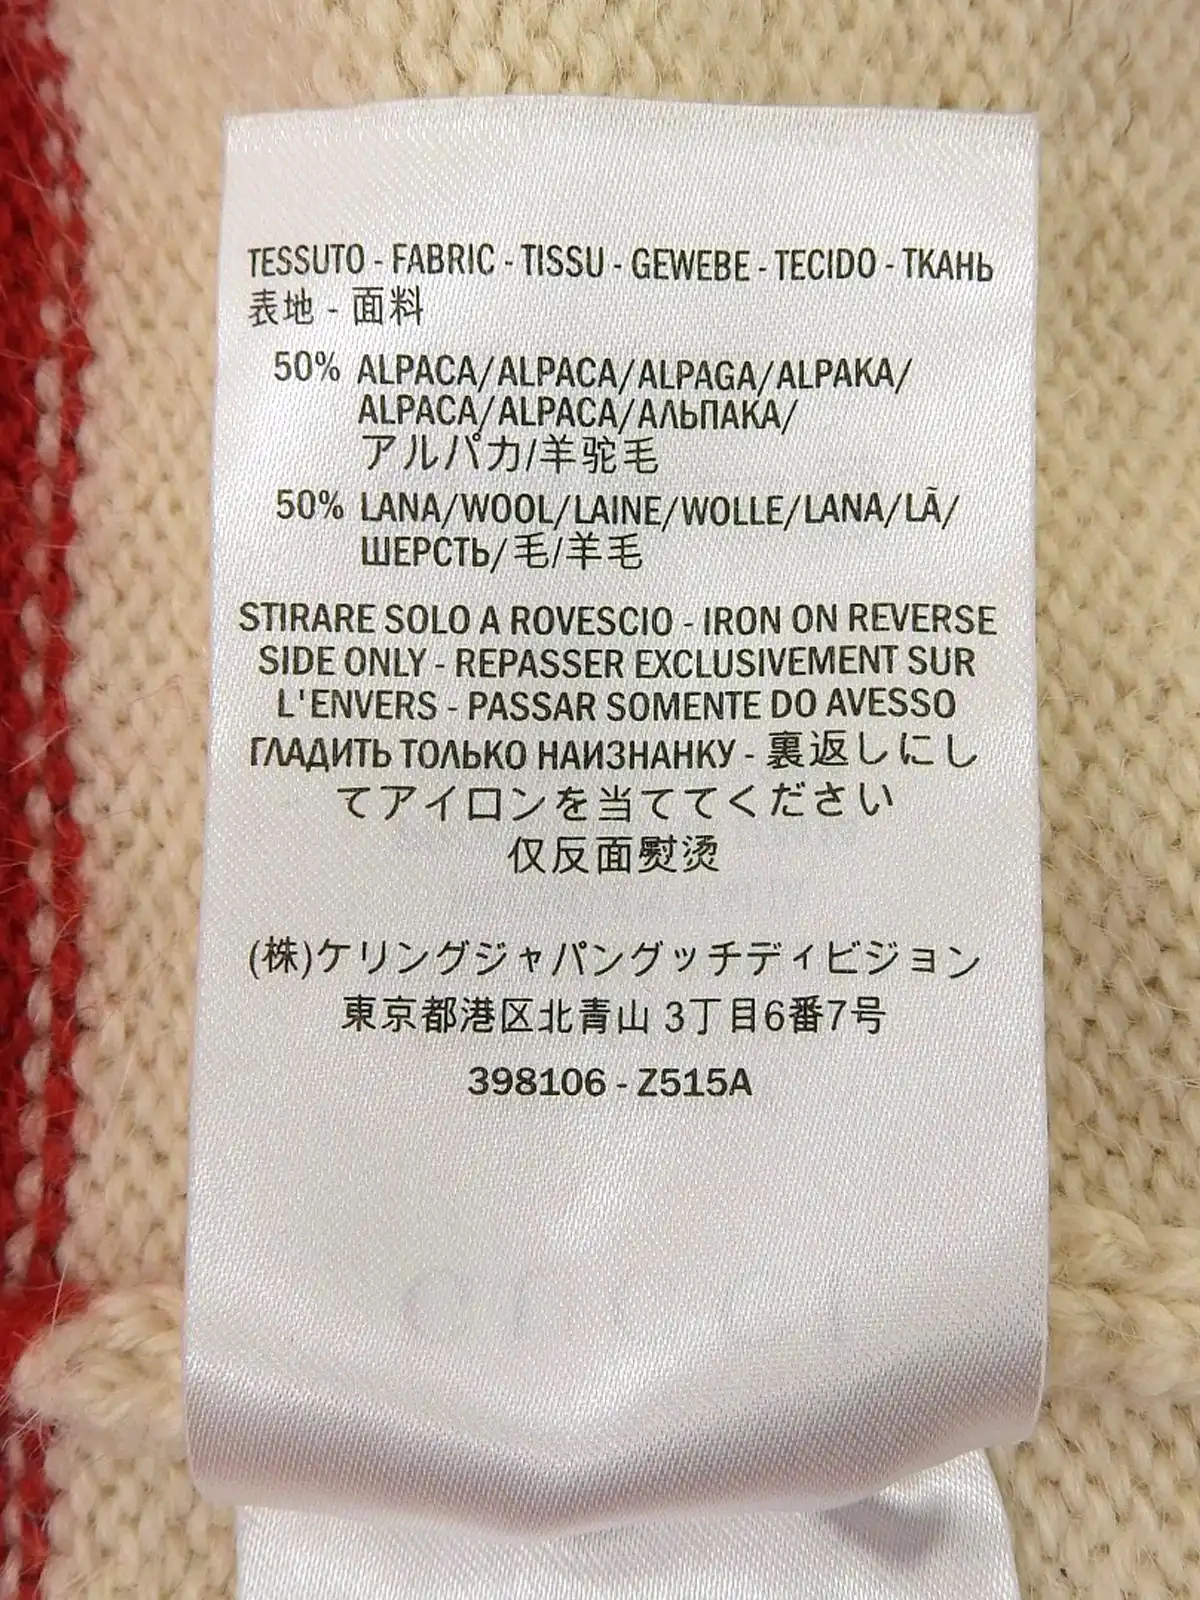 TESSUTO - FABRIC - TISSU - GEWEBE - TECIDO - ТКАНЬ
表地 - 面料
50% ALPACA/ALPACA/ALPAGA/ALPAKA/
ALPACA/ALPACA/АЛЬПАКА/
アルパカ/羊驼毛
50% LANA/WOOL/LAINE/WOLLE/LANA/LÃ/
ШЕРСТЬ/毛/羊毛
STIRARE SOLO A ROVESCIO - IRON ON REVERSE
SIDE ONLY - REPASSER EXCLUSIVEMENT SUR
L'ENVERS - PASSAR SOMENTE DO AVESSO
ГЛАДИТЬ ТОЛЬКО НАИЗНАНКУ - 裏返しにし
てアイロンを当ててください
仅反面熨烫
(株)ケリングジャパングッチディビジョン
東京都港区北青山 3丁目6番7号
398106 - Z515A